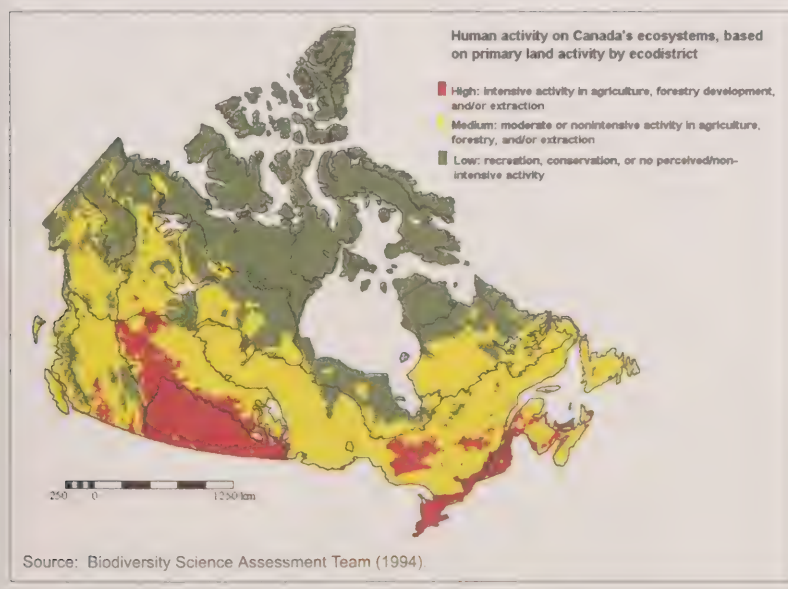 Human activity on Canada's ecosystems, based
on primary land activity by ecodistrict
High: intensive activity in agriculture, forestry development,
and/or extraction
Medium: moderate or nonintensive activity in agriculture,
forestry, and/or extraction
Low: recreation, conservation, or no perceived/non-
intensive activity
250 0 1250 km
Source: Biodiversity Science Assessment Team (1994).